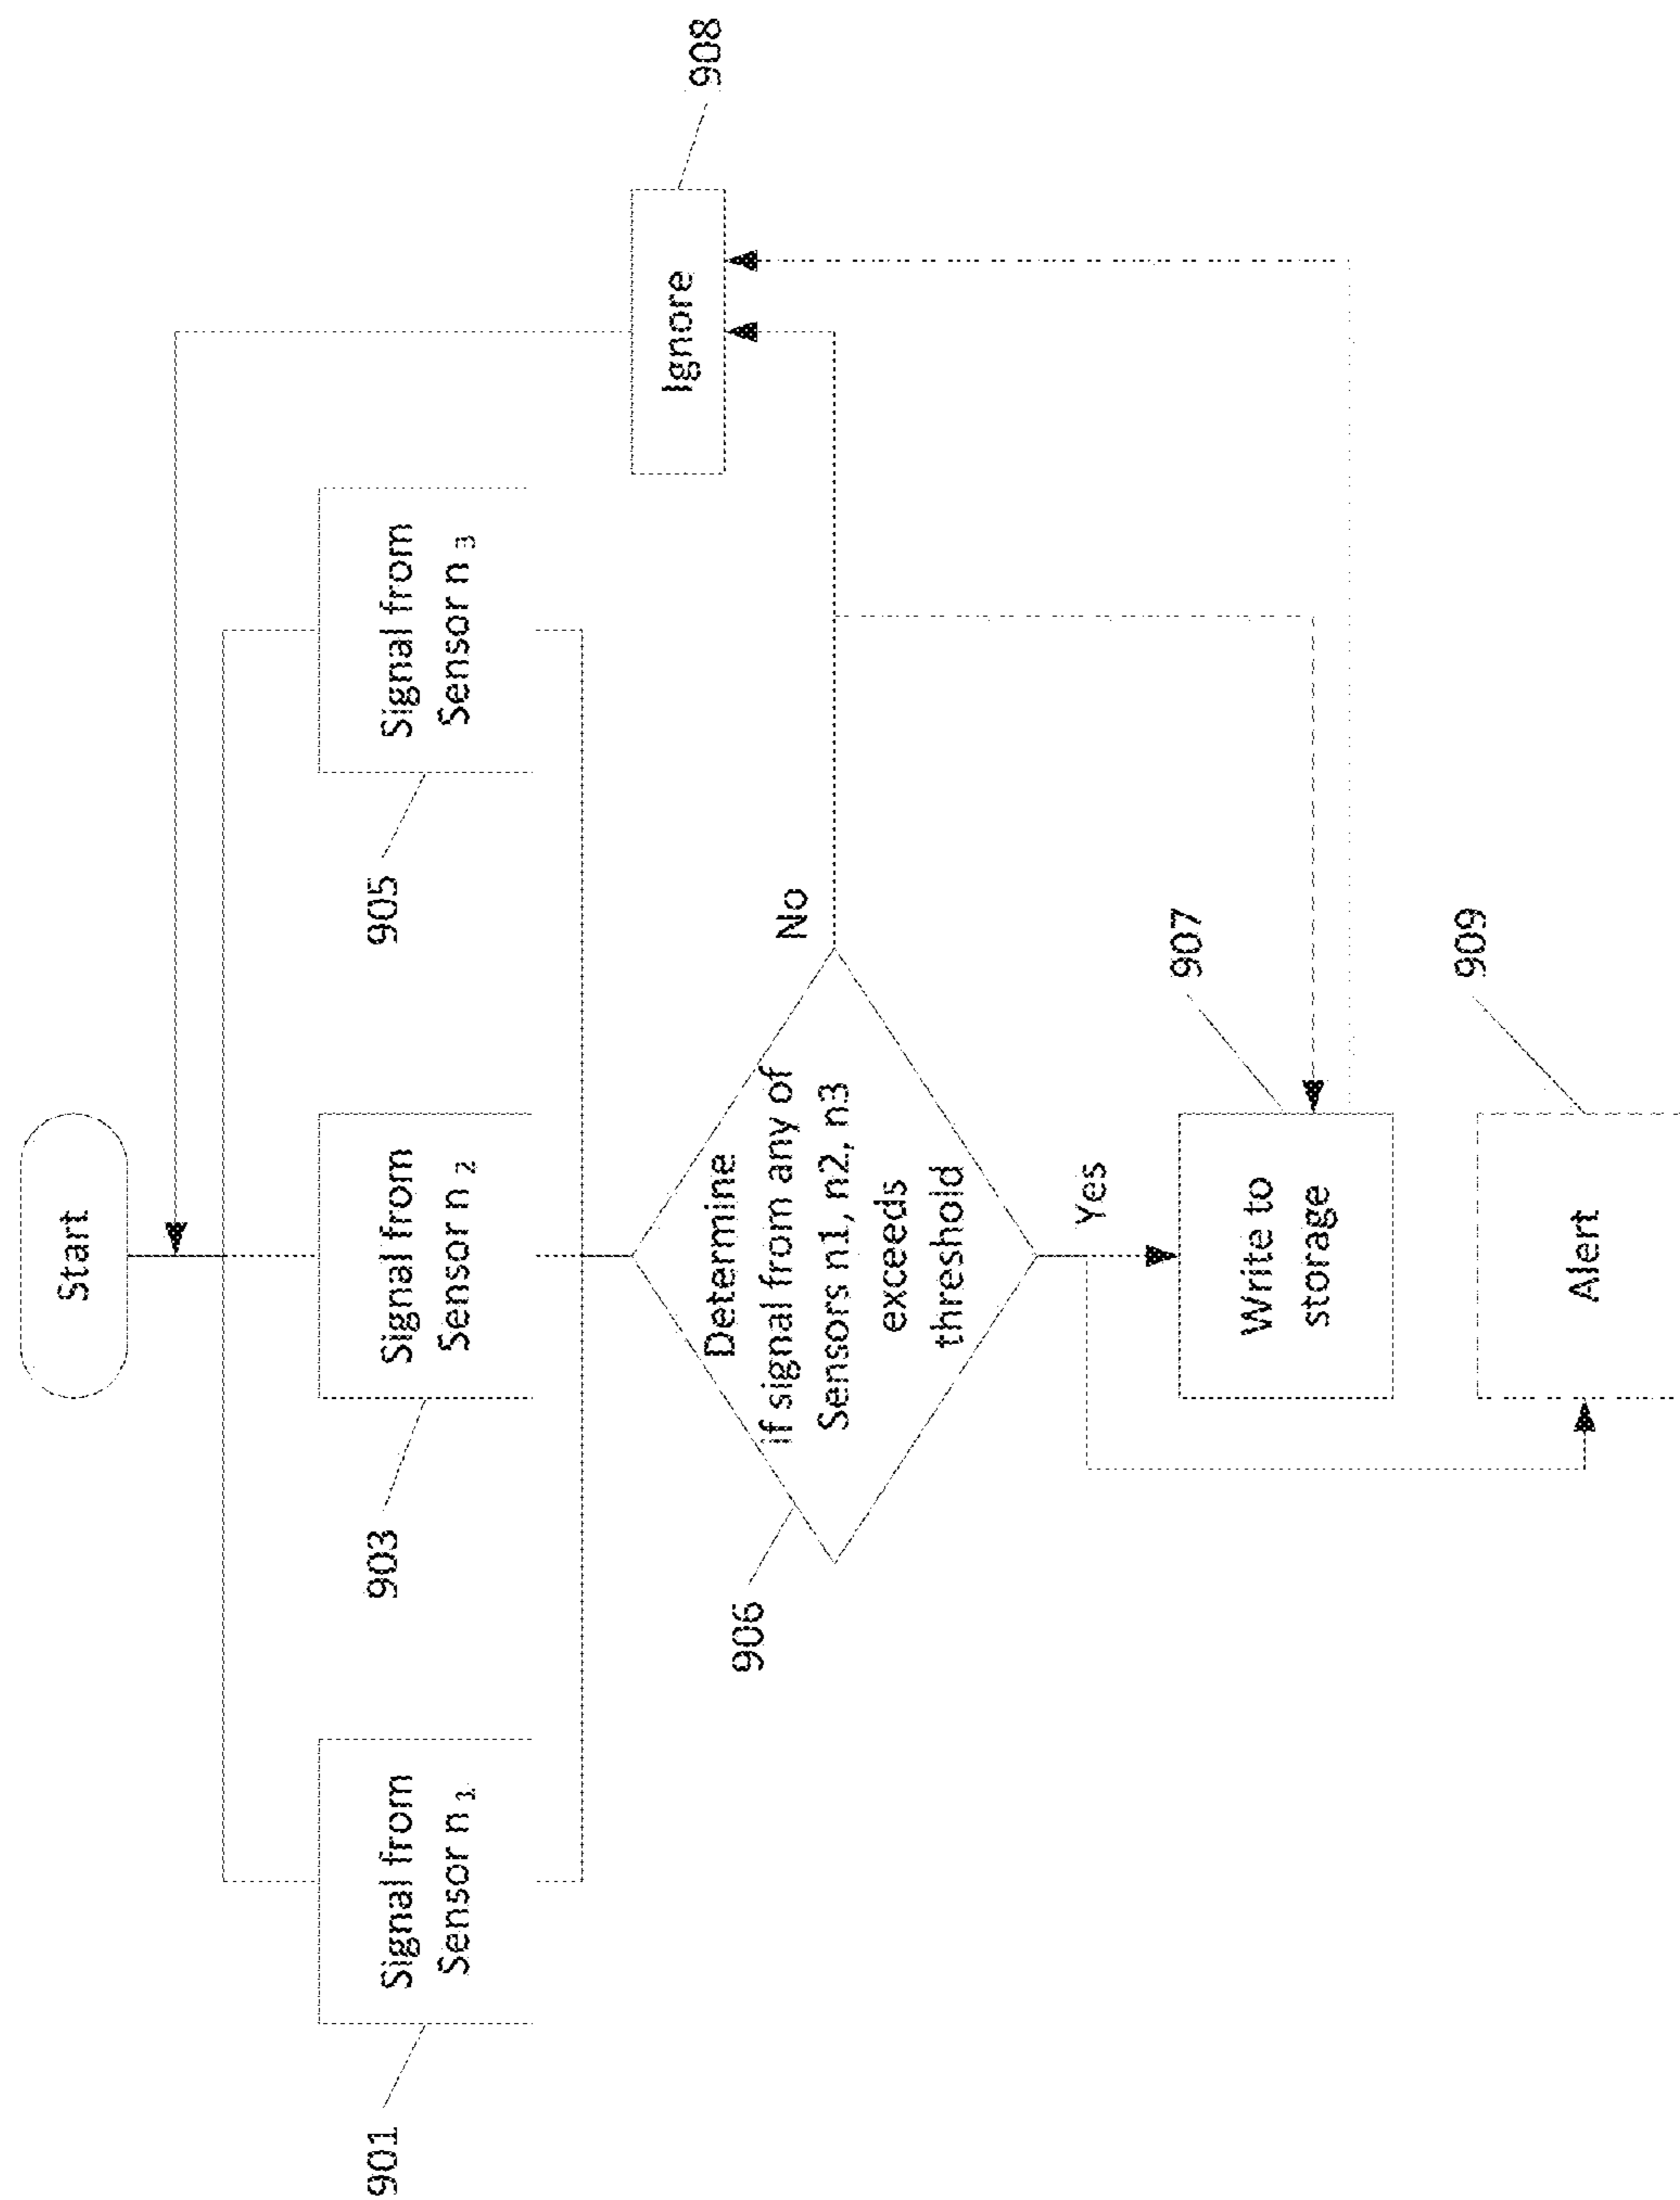 Start
901
Signal from
Sensor n 1
903
Signal from
Sensor n 2
905
Signal from
Sensor n 3
906
Determine
if signal from any of
Sensors n1, n2, n3
exceeds
threshold
No
Ignore
908
Yes
Write to
storage
907
Alert
909